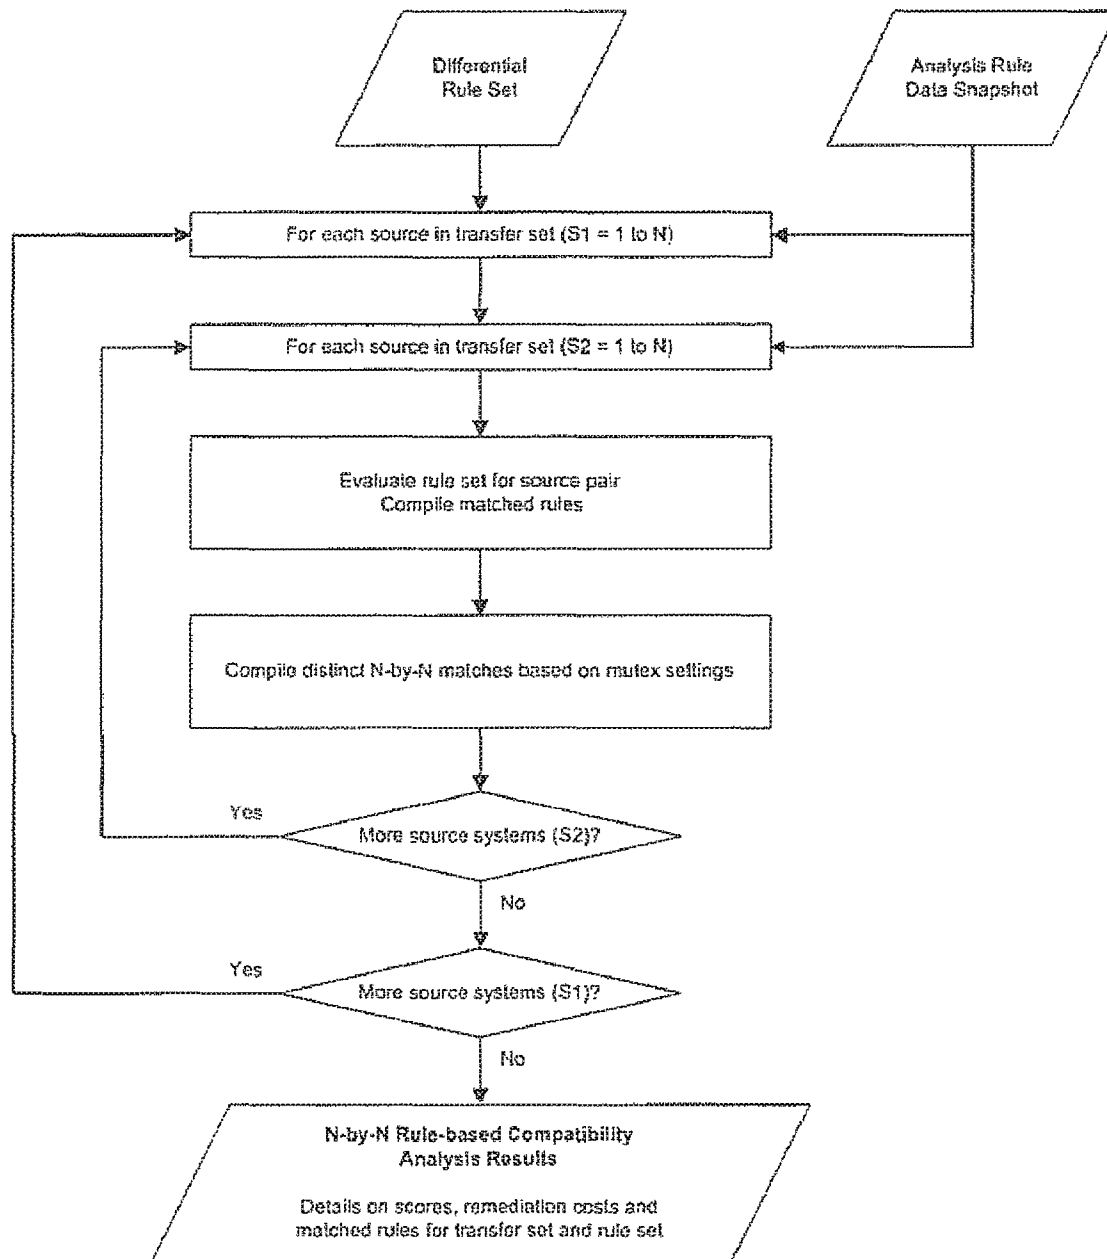 Differential
Rule Set
Analysis Rule
Data Snapshot
For each source in transfer set (S1 = 1 to N)
For each source in transfer set (S2 = 1 to N)
Evaluate rule set for source pair
Compile matched rules
Compile distinct N-by-N matches based on mutex settings
Yes
More source systems (S2)?
No
Yes
More source systems (S1)?
No
N-by-N Rule-based Compatibility
Analysis Results
Details on scores, remediation costs and
matched rules for transfer set and rule set